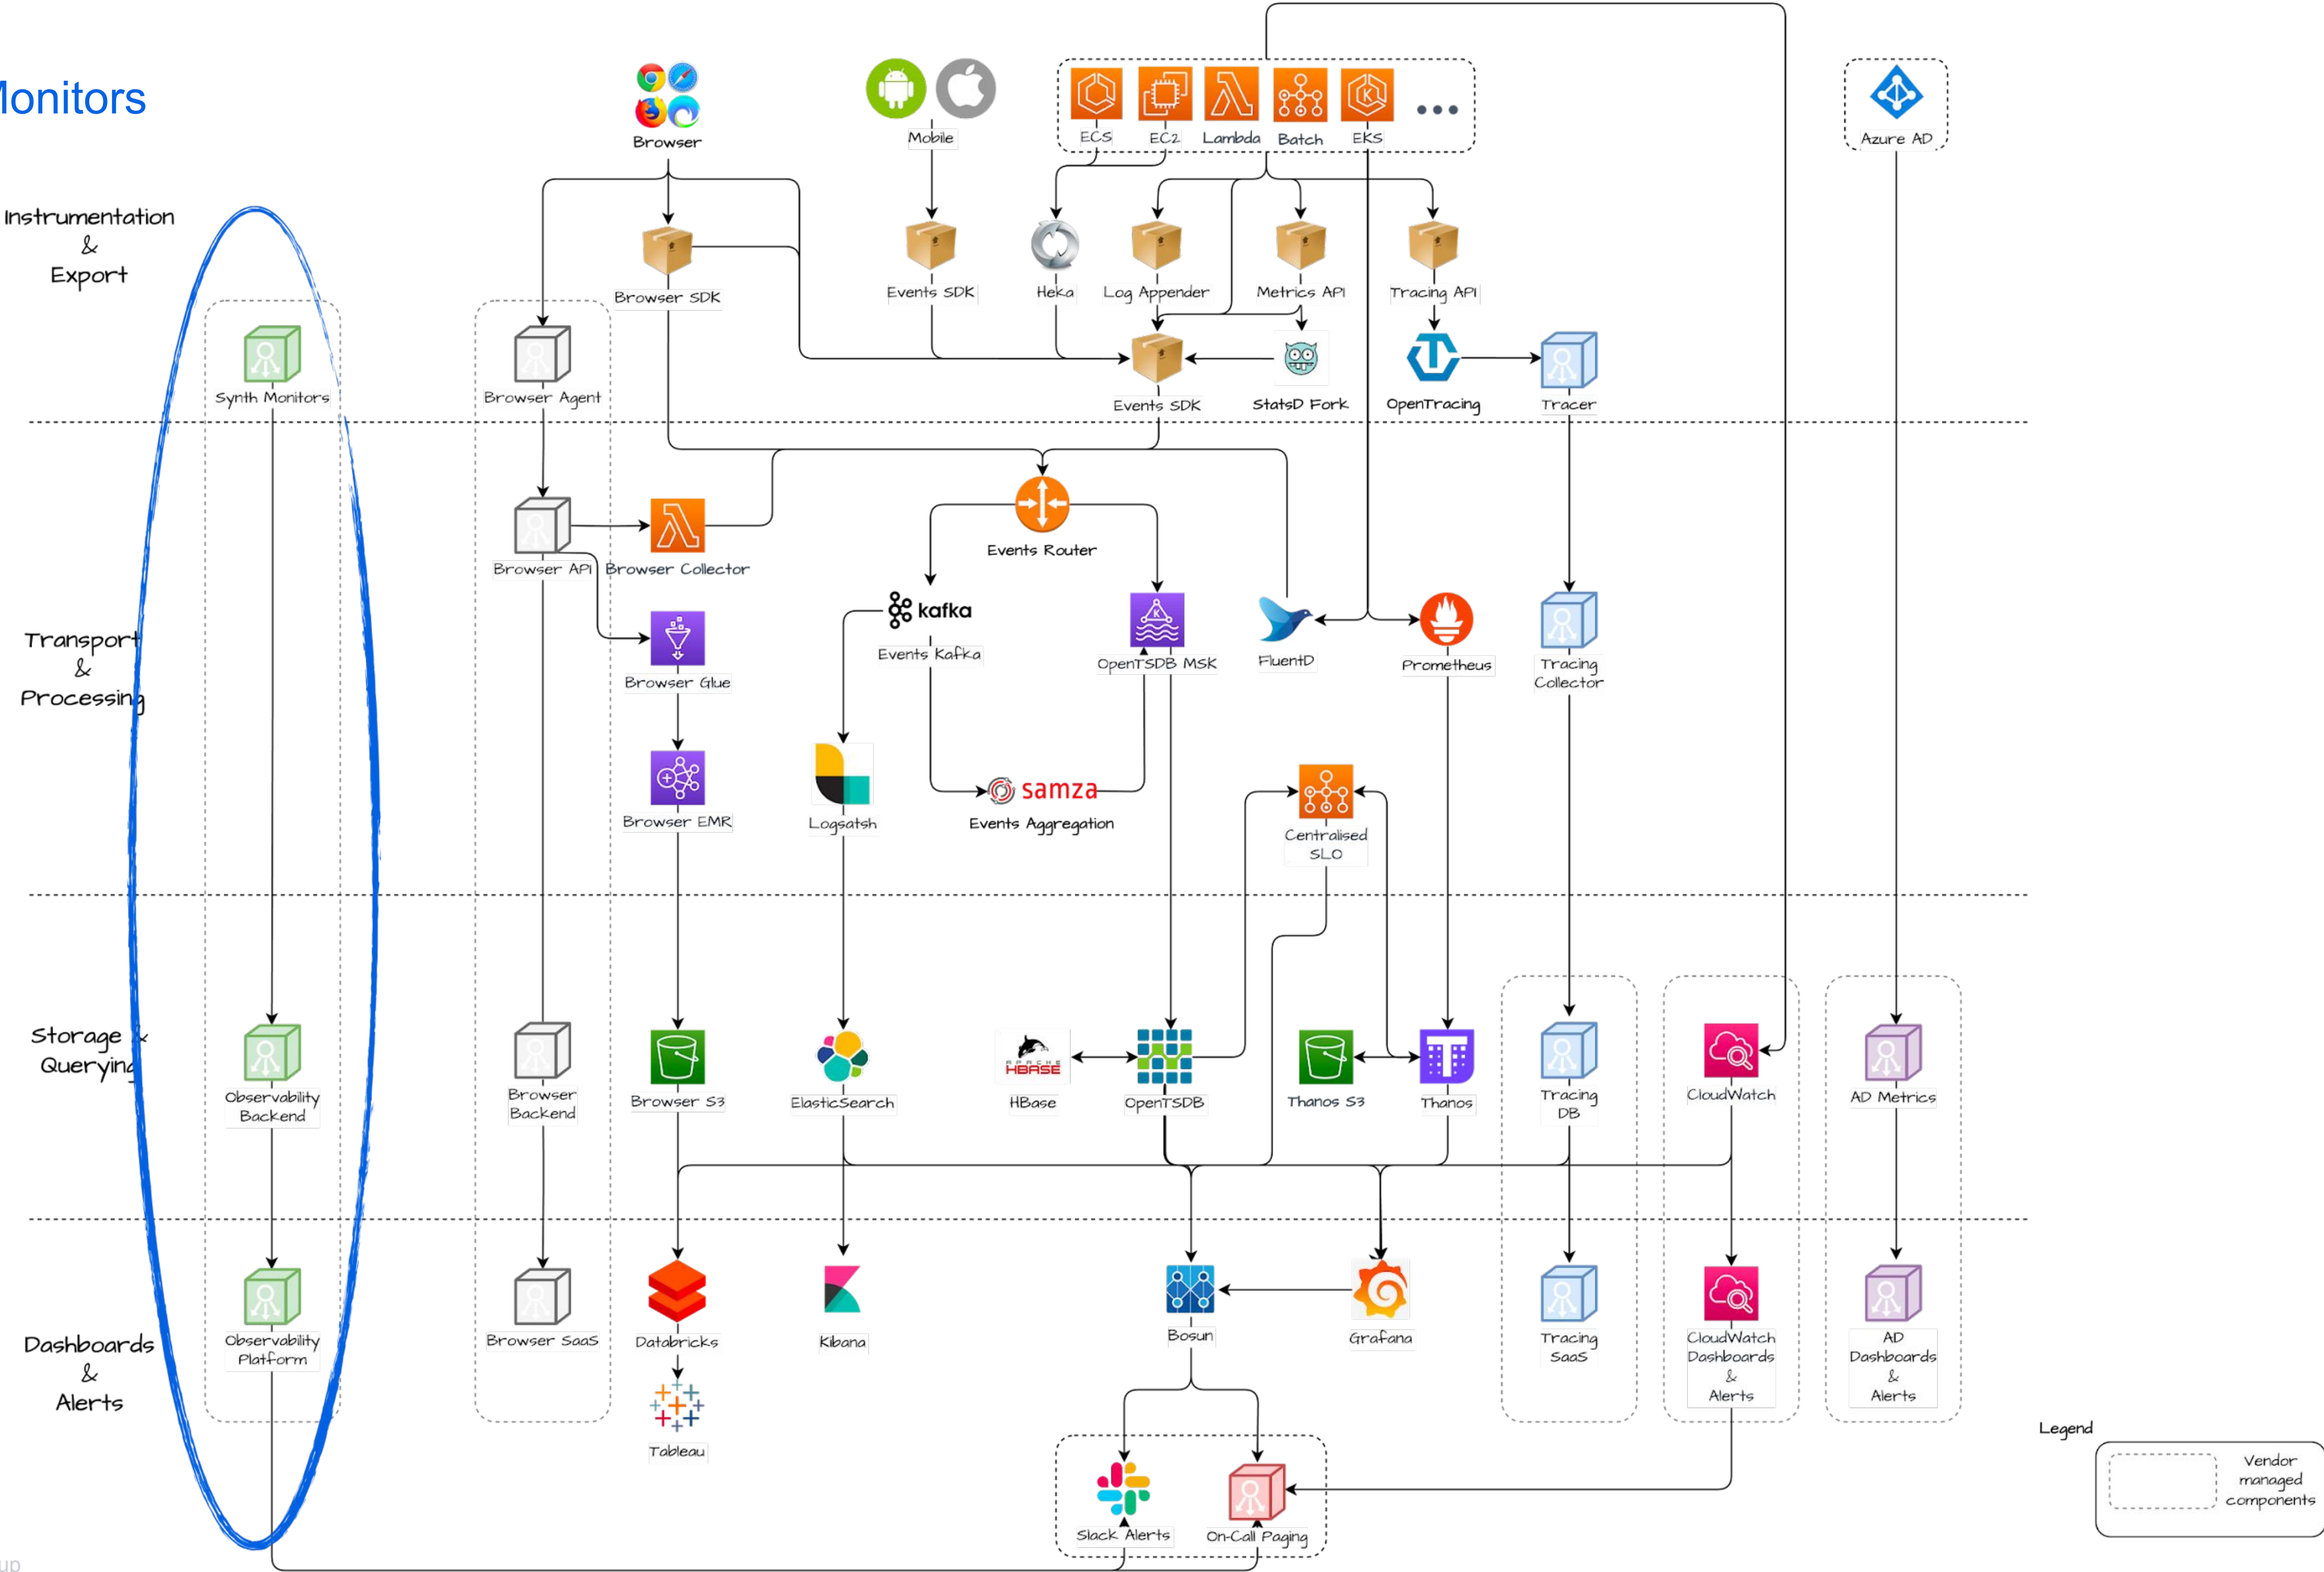 Monitors
Browser
Mobile
ECS
EC2
Lambda
Batch
EKS
Azure AD
Instrumentation
&
Export
Browser SDK
Events SDK
Heka
Log Appender
Metrics API
Tracing API
Synth Monitors
Browser Agent
Events SDK
StatsD Fork
OpenTracing
Tracer
Transport
&
Processing
Browser API
Browser Collector
Events Router
Browser Glue
kafka
Events Kafka
OpenTSDB MSK
FluentD
Prometheus
Tracing
Collector
Browser EMR
Logsatsh
samza
Events Aggregation
Centralised
SLO
Storage &
Querying
Observability
Backend
Browser
Backend
Browser S3
ElasticSearch
APACHE
HBASE
HBase
OpenTSDB
Thanos S3
Thanos
Tracing
DB
CloudWatch
AD Metrics
Dashboards
&
Alerts
Observability
Platform
Browser SaaS
Databricks
Kibana
Bosun
Grafana
Tracing
SaaS
CloudWatch
Dashboards
&
Alerts
AD
Dashboards
&
Alerts
Tableau
Slack Alerts
On-Call Paging
Legend
Vendor
managed
components
up